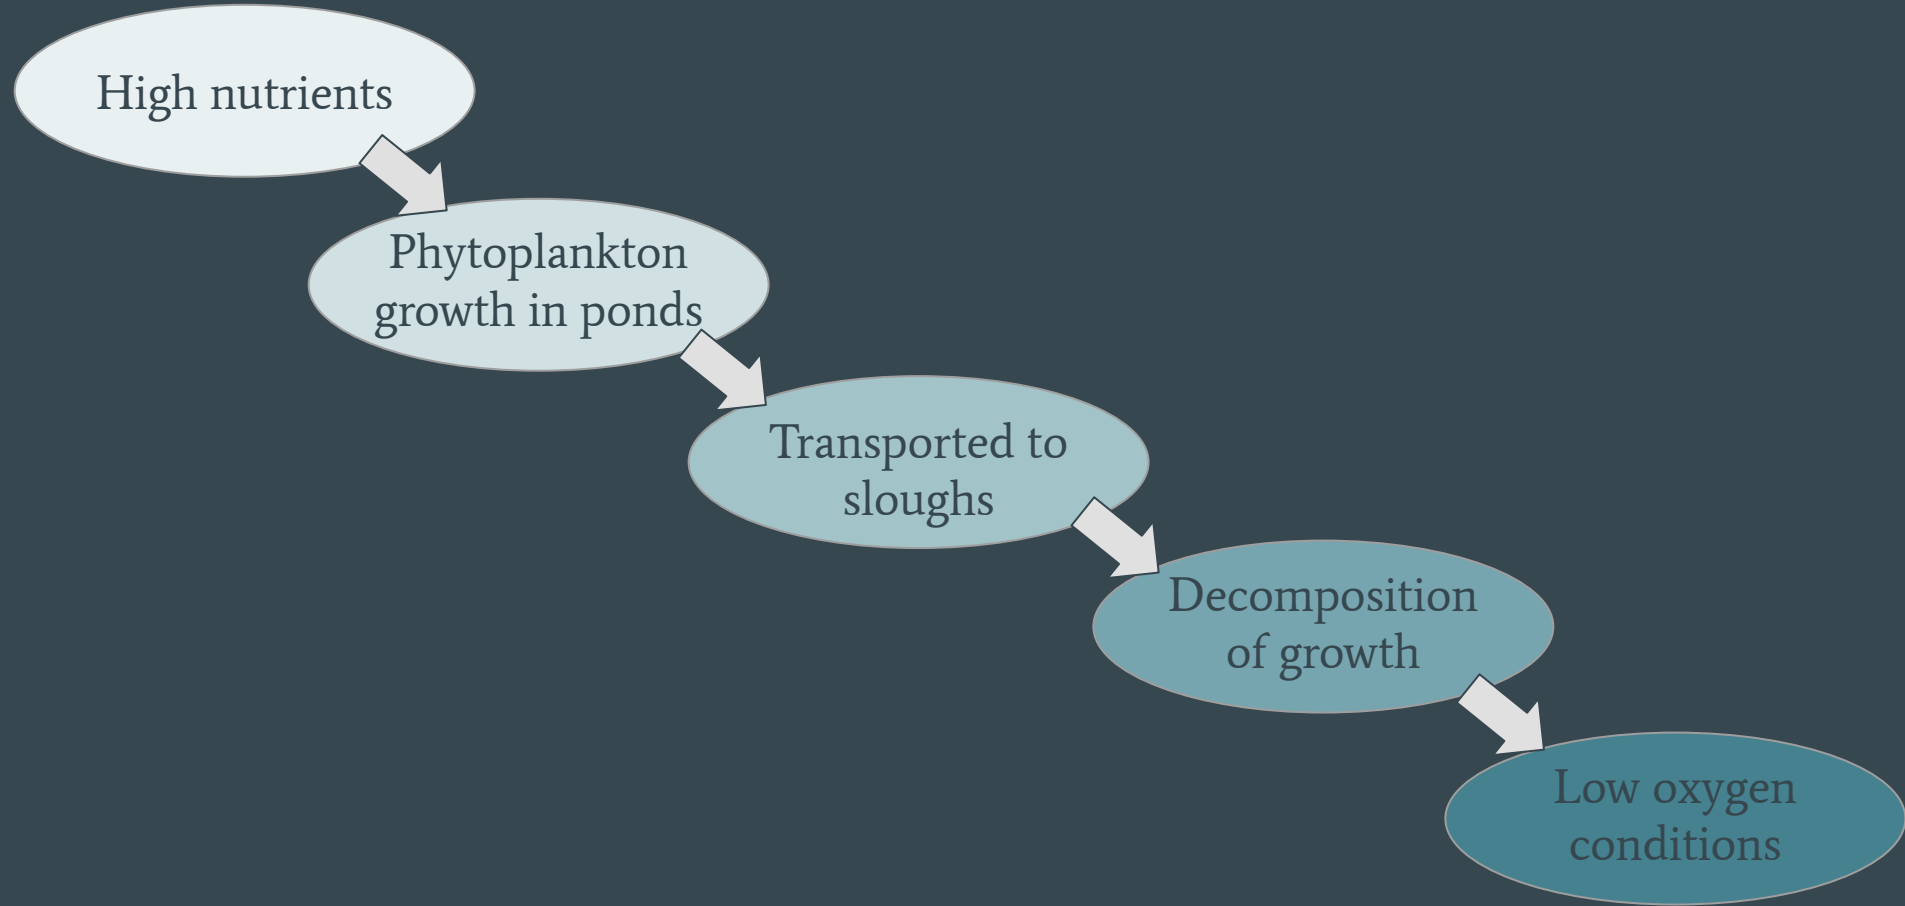 High nutrients
Phytoplankton
growth in ponds
Transported to
sloughs
Decomposition
of growth
Low oxygen
conditions